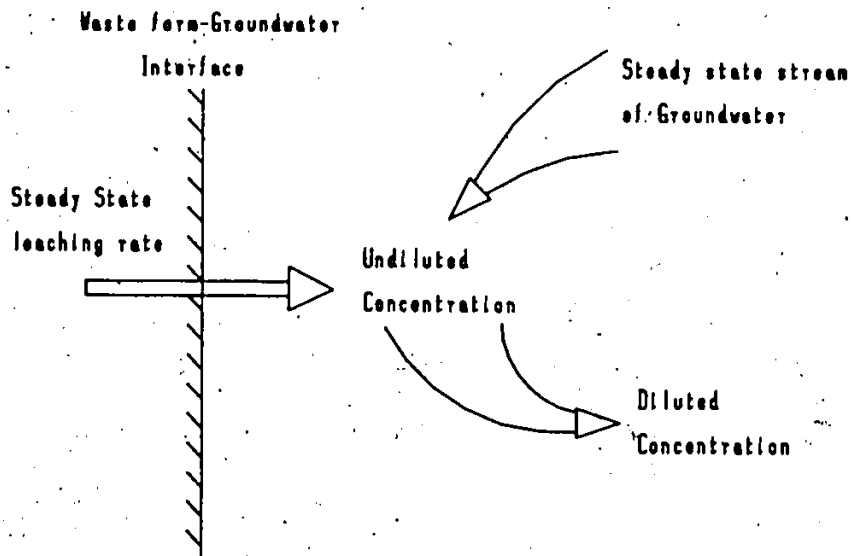 Waste form-Groundwater
Interface
Steady state stream
of Groundwater
Steady State
leaching rate
Undiluted
Concentration
Diluted
Concentration